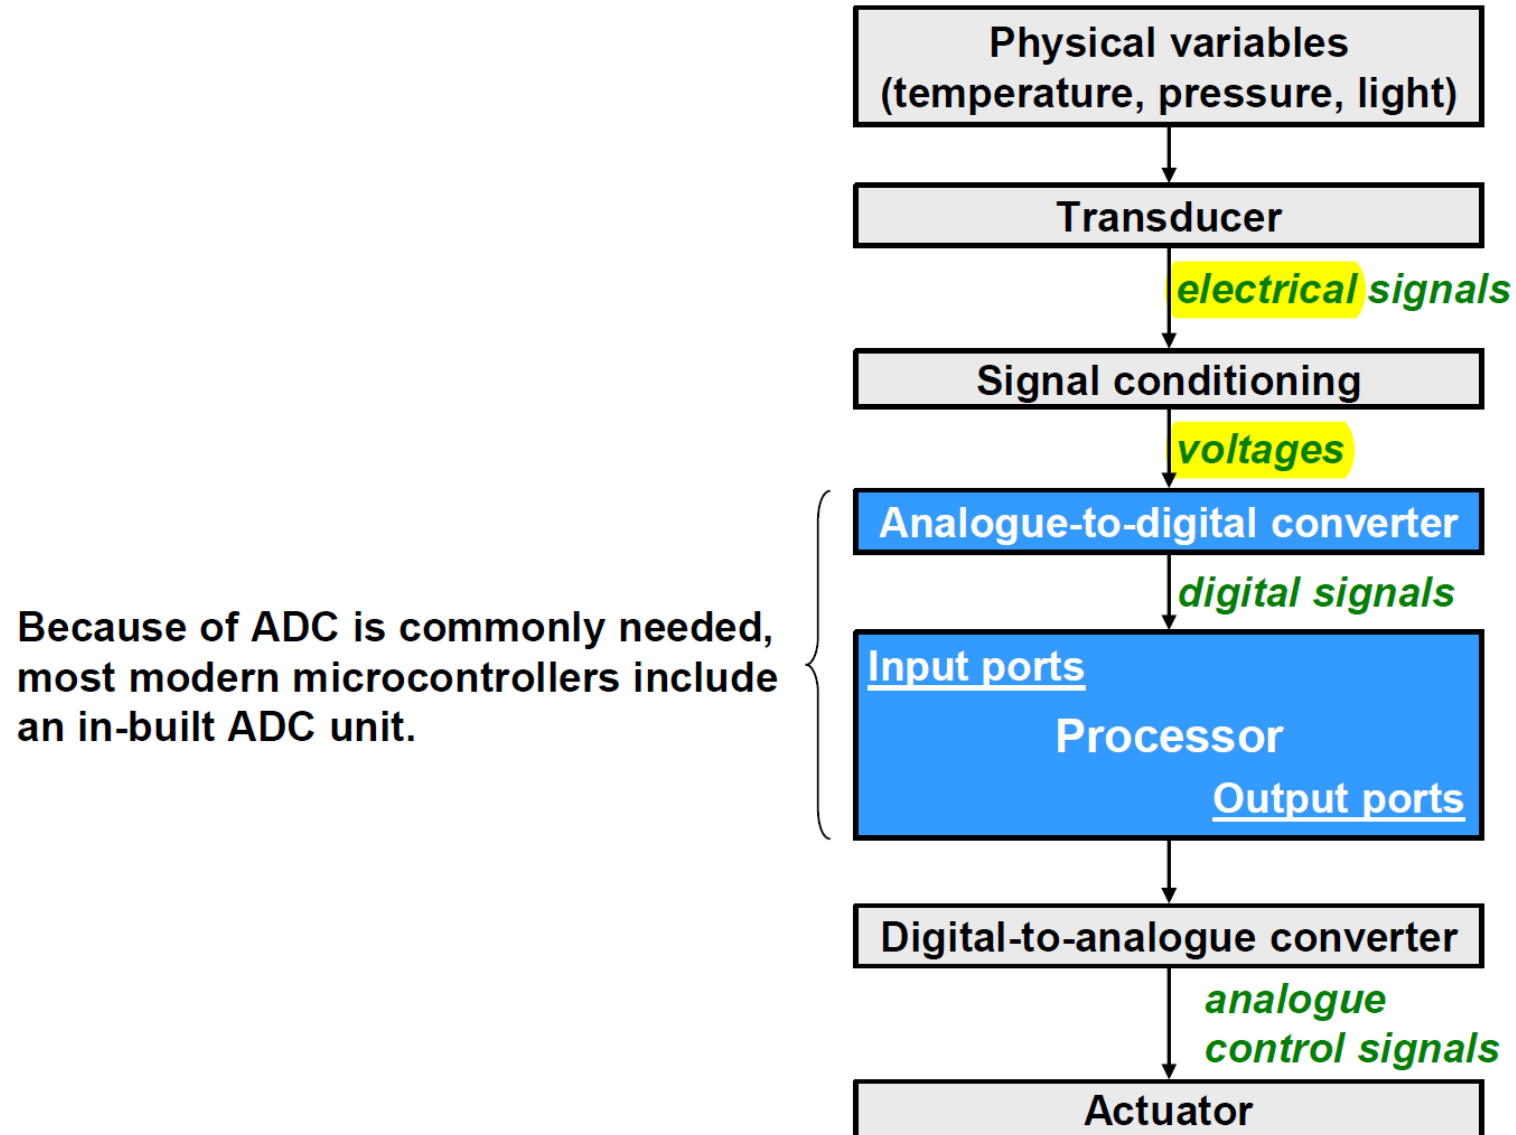 Physical variables
(temperature, pressure, light)
Transducer
electrical signals
Signal conditioning
voltages
Analogue-to-digital converter
digital signals
Because of ADC is commonly needed,
most modern microcontrollers include
an in-built ADC unit.
Input ports
Processor
Output ports
Digital-to-analogue converter
analogue
control signals
Actuator